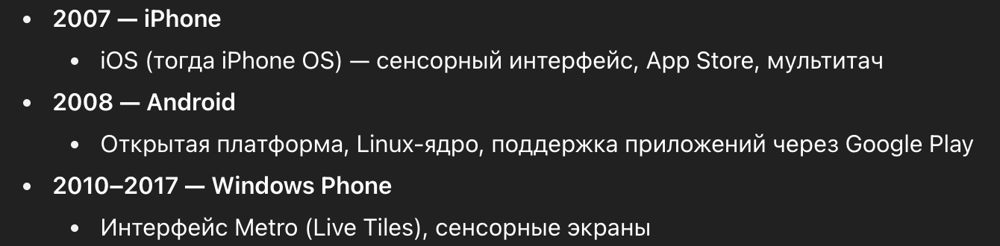 • 2007 — iPhone
• iOS (тогда iPhone OS) — сенсорный интерфейс, App Store, мультитач
• 2008 — Android
• Открытая платформа, Linux-ядро, поддержка приложений через Google Play
• 2010–2017 — Windows Phone
• Интерфейс Metro (Live Tiles), сенсорные экраны